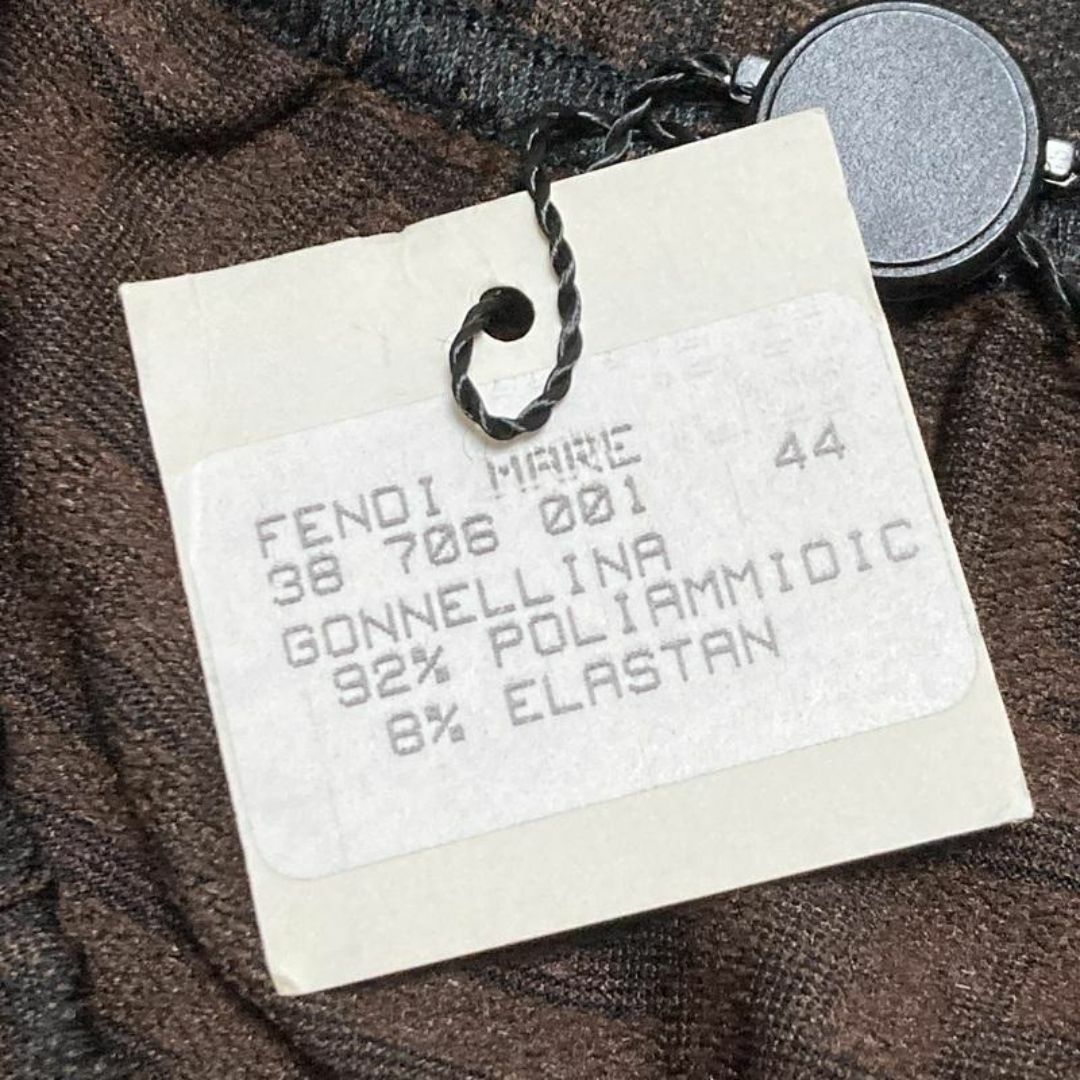 FENDI MARE 44
38 706 001
GONNELLINA
92% POLIAMMIDIC
8% ELASTAN